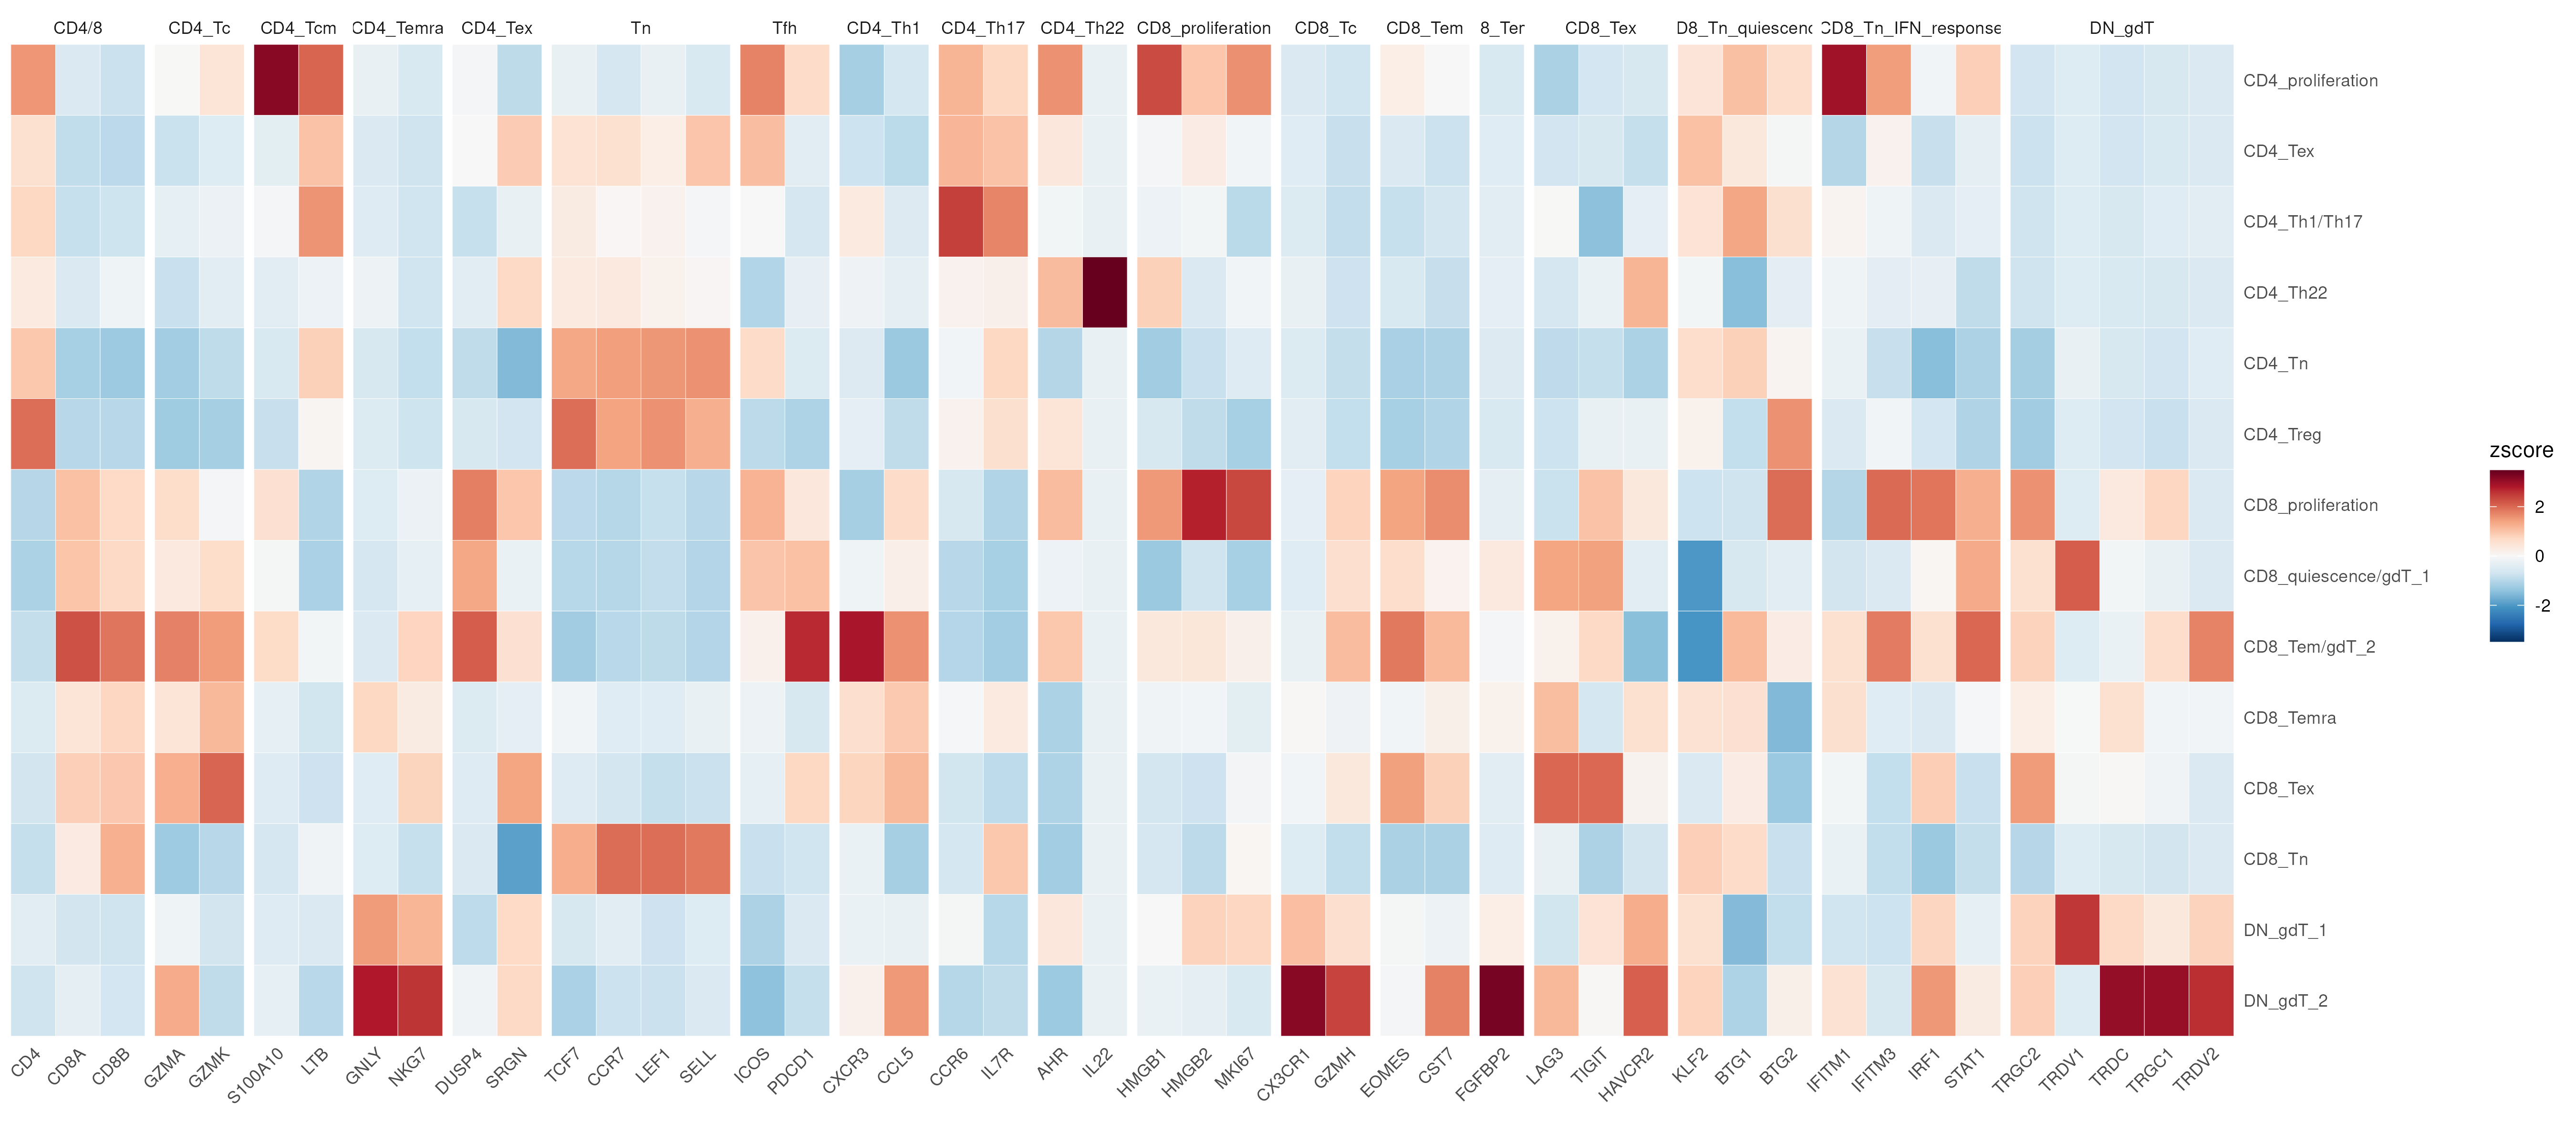 CD4/8 CD4_Tc CD4_Tcm CD4_Temra CD4_Tex Tn Tfh CD4_Th1 CD4_Th17 CD4_Th22 CD8_proliferation CD8_Tc CD8_Tem 8_Ter CD8_Tex D8_Tn_quiescenc CD8_Tn_IFN_response DN_gdT
CD4_proliferation
CD4_Tex
CD4_Th1/Th17
CD4_Th22
CD4_Tn
CD4_Treg
CD8_proliferation
CD8_quiescence/gdT_1
CD8_Tem/gdT_2
CD8_Temra
CD8_Tex
CD8_Tn
DN_gdT_1
DN_gdT_2
zscore
2
0
-2
CD4 CD8A CD8B GZMA GZMK S100A10 LTB GNLY NKG7 DUSP4 SRGN TCF7 CCR7 LEF1 SELL ICOS PDCD1 CXCR3 CCL5 CCR6 IL7R AHR IL22 HMGB1 HMGB2 MKI67 CX3CR1 GZMH EOMES CST7 FGFBP2 LAG3 TIGIT HAVCR2 KLF2 BTG1 BTG2 IFITM1 IFITM3 IRF1 STAT1 TRGC2 TRDV1 TRDC TRGC1 TRDV2